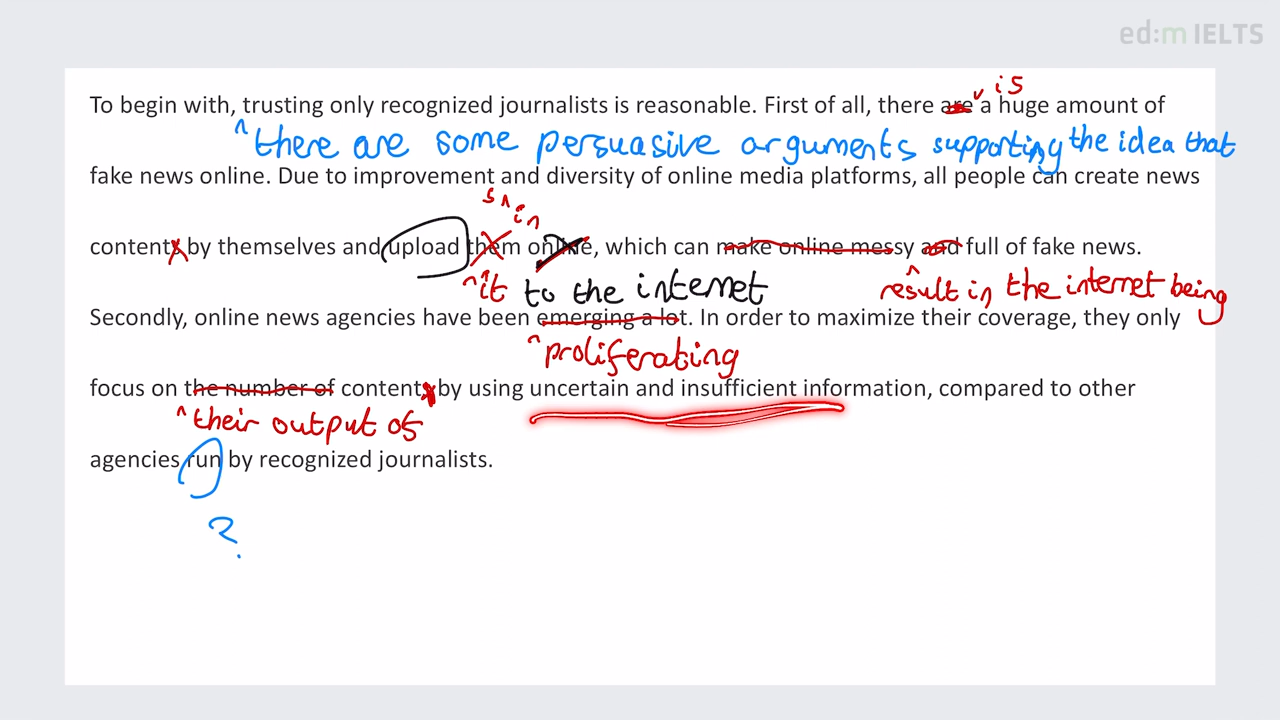 ed:m IELTS
is
To begin with, trusting only recognized journalists is reasonable. First of all, there are a huge amount of
^there are some persuasive arguments supporting the idea that
fake news online. Due to improvement and diversity of online media platforms, all people can create news
in
contents by themselves and upload them online, which can make online messy and full of fake news.
^it to the internet ^result in the internet being
Secondly, online news agencies have been emerging a lot. In order to maximize their coverage, they only
^proliferating
focus on the number of contents by using uncertain and insufficient information, compared to other
^their output of
agencies run by recognized journalists.
?